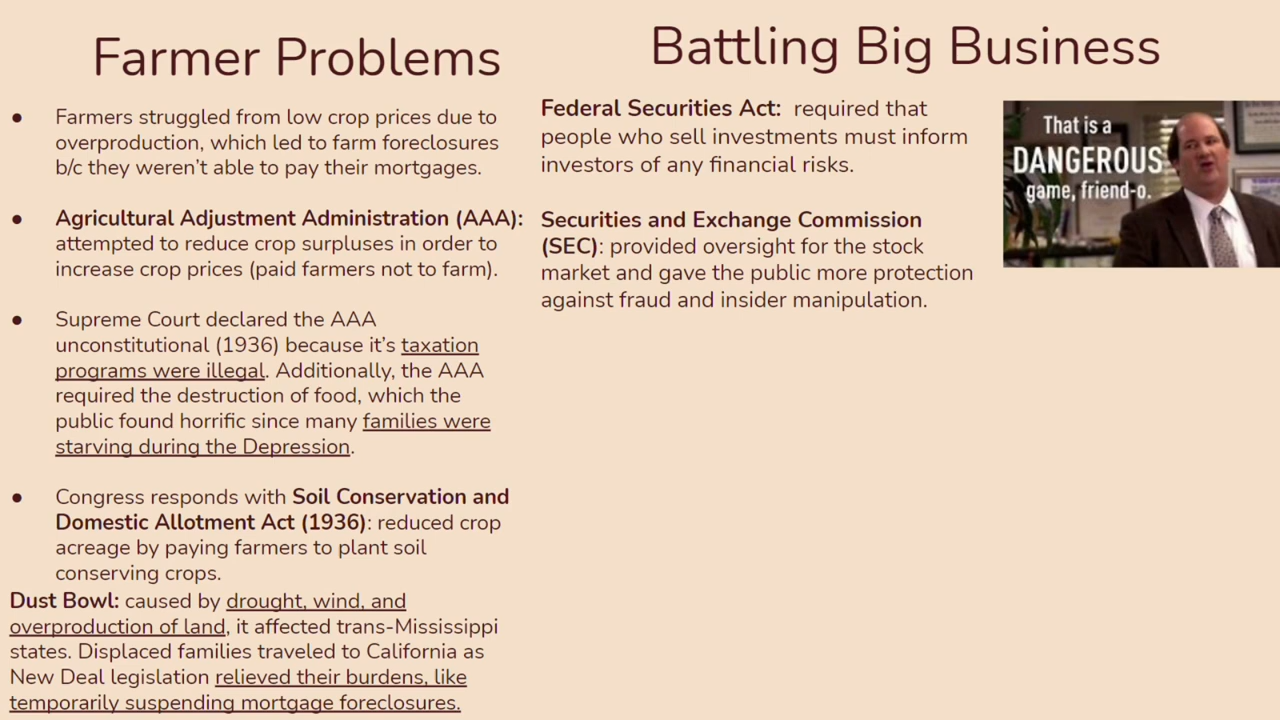 Farmer Problems
● Farmers struggled from low crop prices due to
overproduction, which led to farm foreclosures
b/c they weren't able to pay their mortgages.
● Agricultural Adjustment Administration (AAA):
attempted to reduce crop surpluses in order to
increase crop prices (paid farmers not to farm).
● Supreme Court declared the AAA
unconstitutional (1936) because it's taxation
programs were illegal. Additionally, the AAA
required the destruction of food, which the
public found horrific since many families were
starving during the Depression.
● Congress responds with Soil Conservation and
Domestic Allotment Act (1936): reduced crop
acreage by paying farmers to plant soil
conserving crops.
Dust Bowl: caused by drought, wind, and
overproduction of land, it affected trans-Mississippi
states. Displaced families traveled to California as
New Deal legislation relieved their burdens, like
temporarily suspending mortgage foreclosures.
Battling Big Business
Federal Securities Act: required that
people who sell investments must inform
investors of any financial risks.
Securities and Exchange Commission
(SEC): provided oversight for the stock
market and gave the public more protection
against fraud and insider manipulation.
That is a
DANGEROUS
game, friend-o.